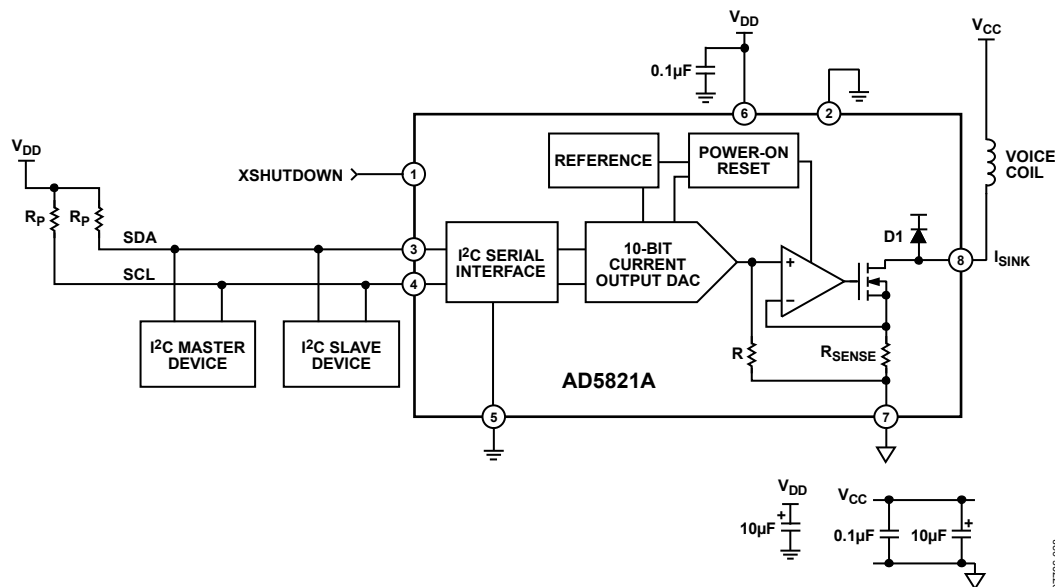 VDD
VCC
0.1µF
6
2
VDD
REFERENCE
POWER-ON
RESET
VOICE
COIL
XSHUTDOWN
1
RP
RP
D1
SDA
3
I2C SERIAL
INTERFACE
10-BIT
CURRENT
OUTPUT DAC
+
8
ISINK
SCL
4
–
I2C MASTER
DEVICE
I2C SLAVE
DEVICE
R
RSENSE
AD5821A
5
7
VDD
VCC
+
10µF
0.1µF
10µF
+